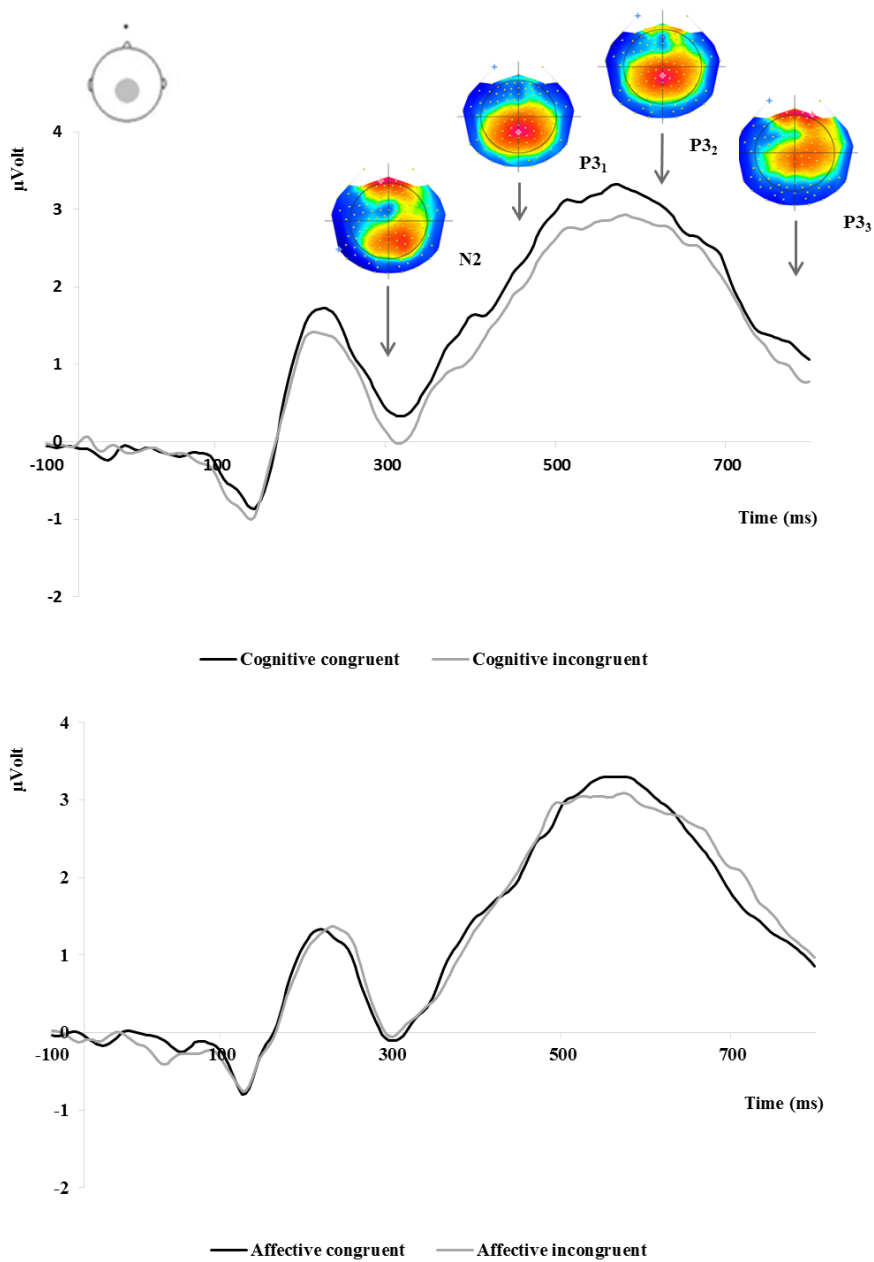 P3₂
P3₁
P3₃
N2
µVolt
4
3
2
1
0
-1
-2
-100
100
300
500
700
Time (ms)
Cognitive congruent
Cognitive incongruent
µVolt
4
3
2
1
0
-1
-2
-100
100
300
500
700
Time (ms)
Affective congruent
Affective incongruent